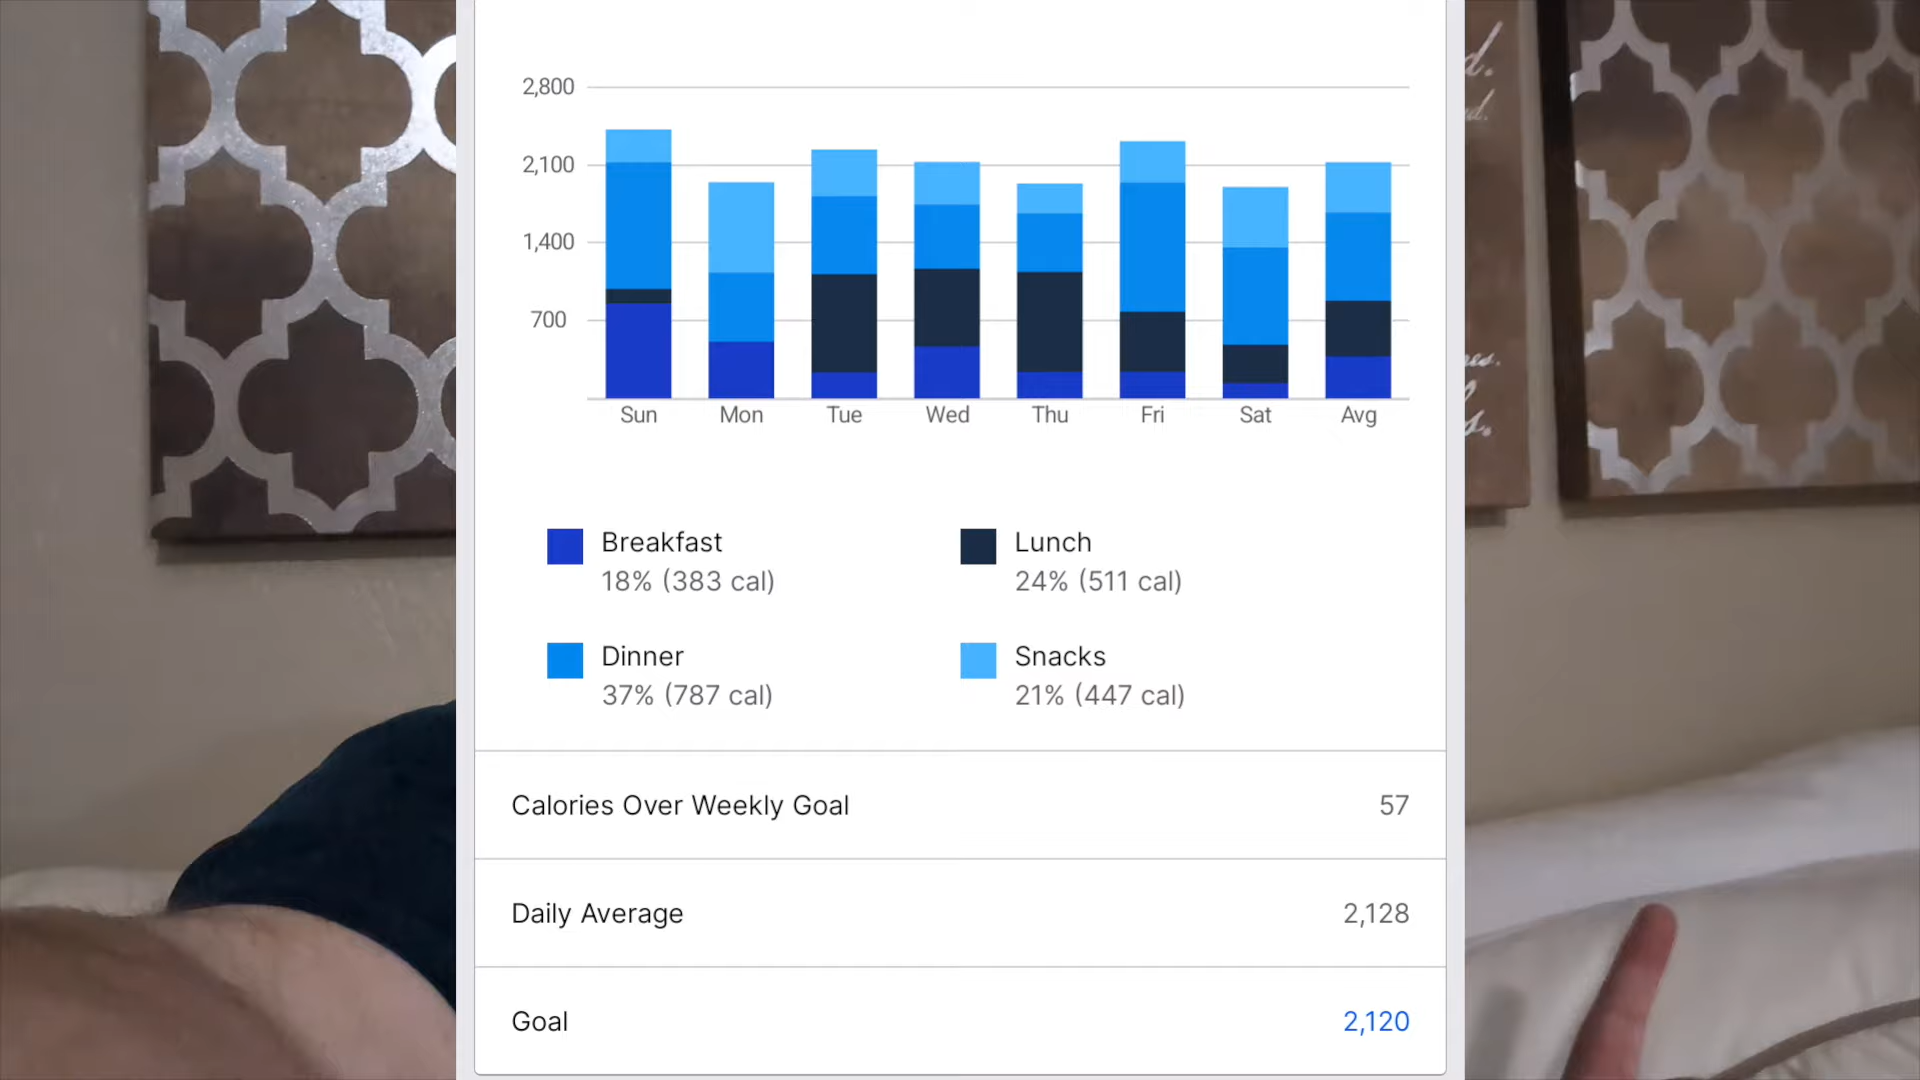 2,800
2,100
1,400
700
Sun Mon Tue Wed Thu Fri Sat Avg
Breakfast
18% (383 cal)
Lunch
24% (511 cal)
Dinner
37% (787 cal)
Snacks
21% (447 cal)
Calories Over Weekly Goal 57
Daily Average 2,128
Goal 2,120